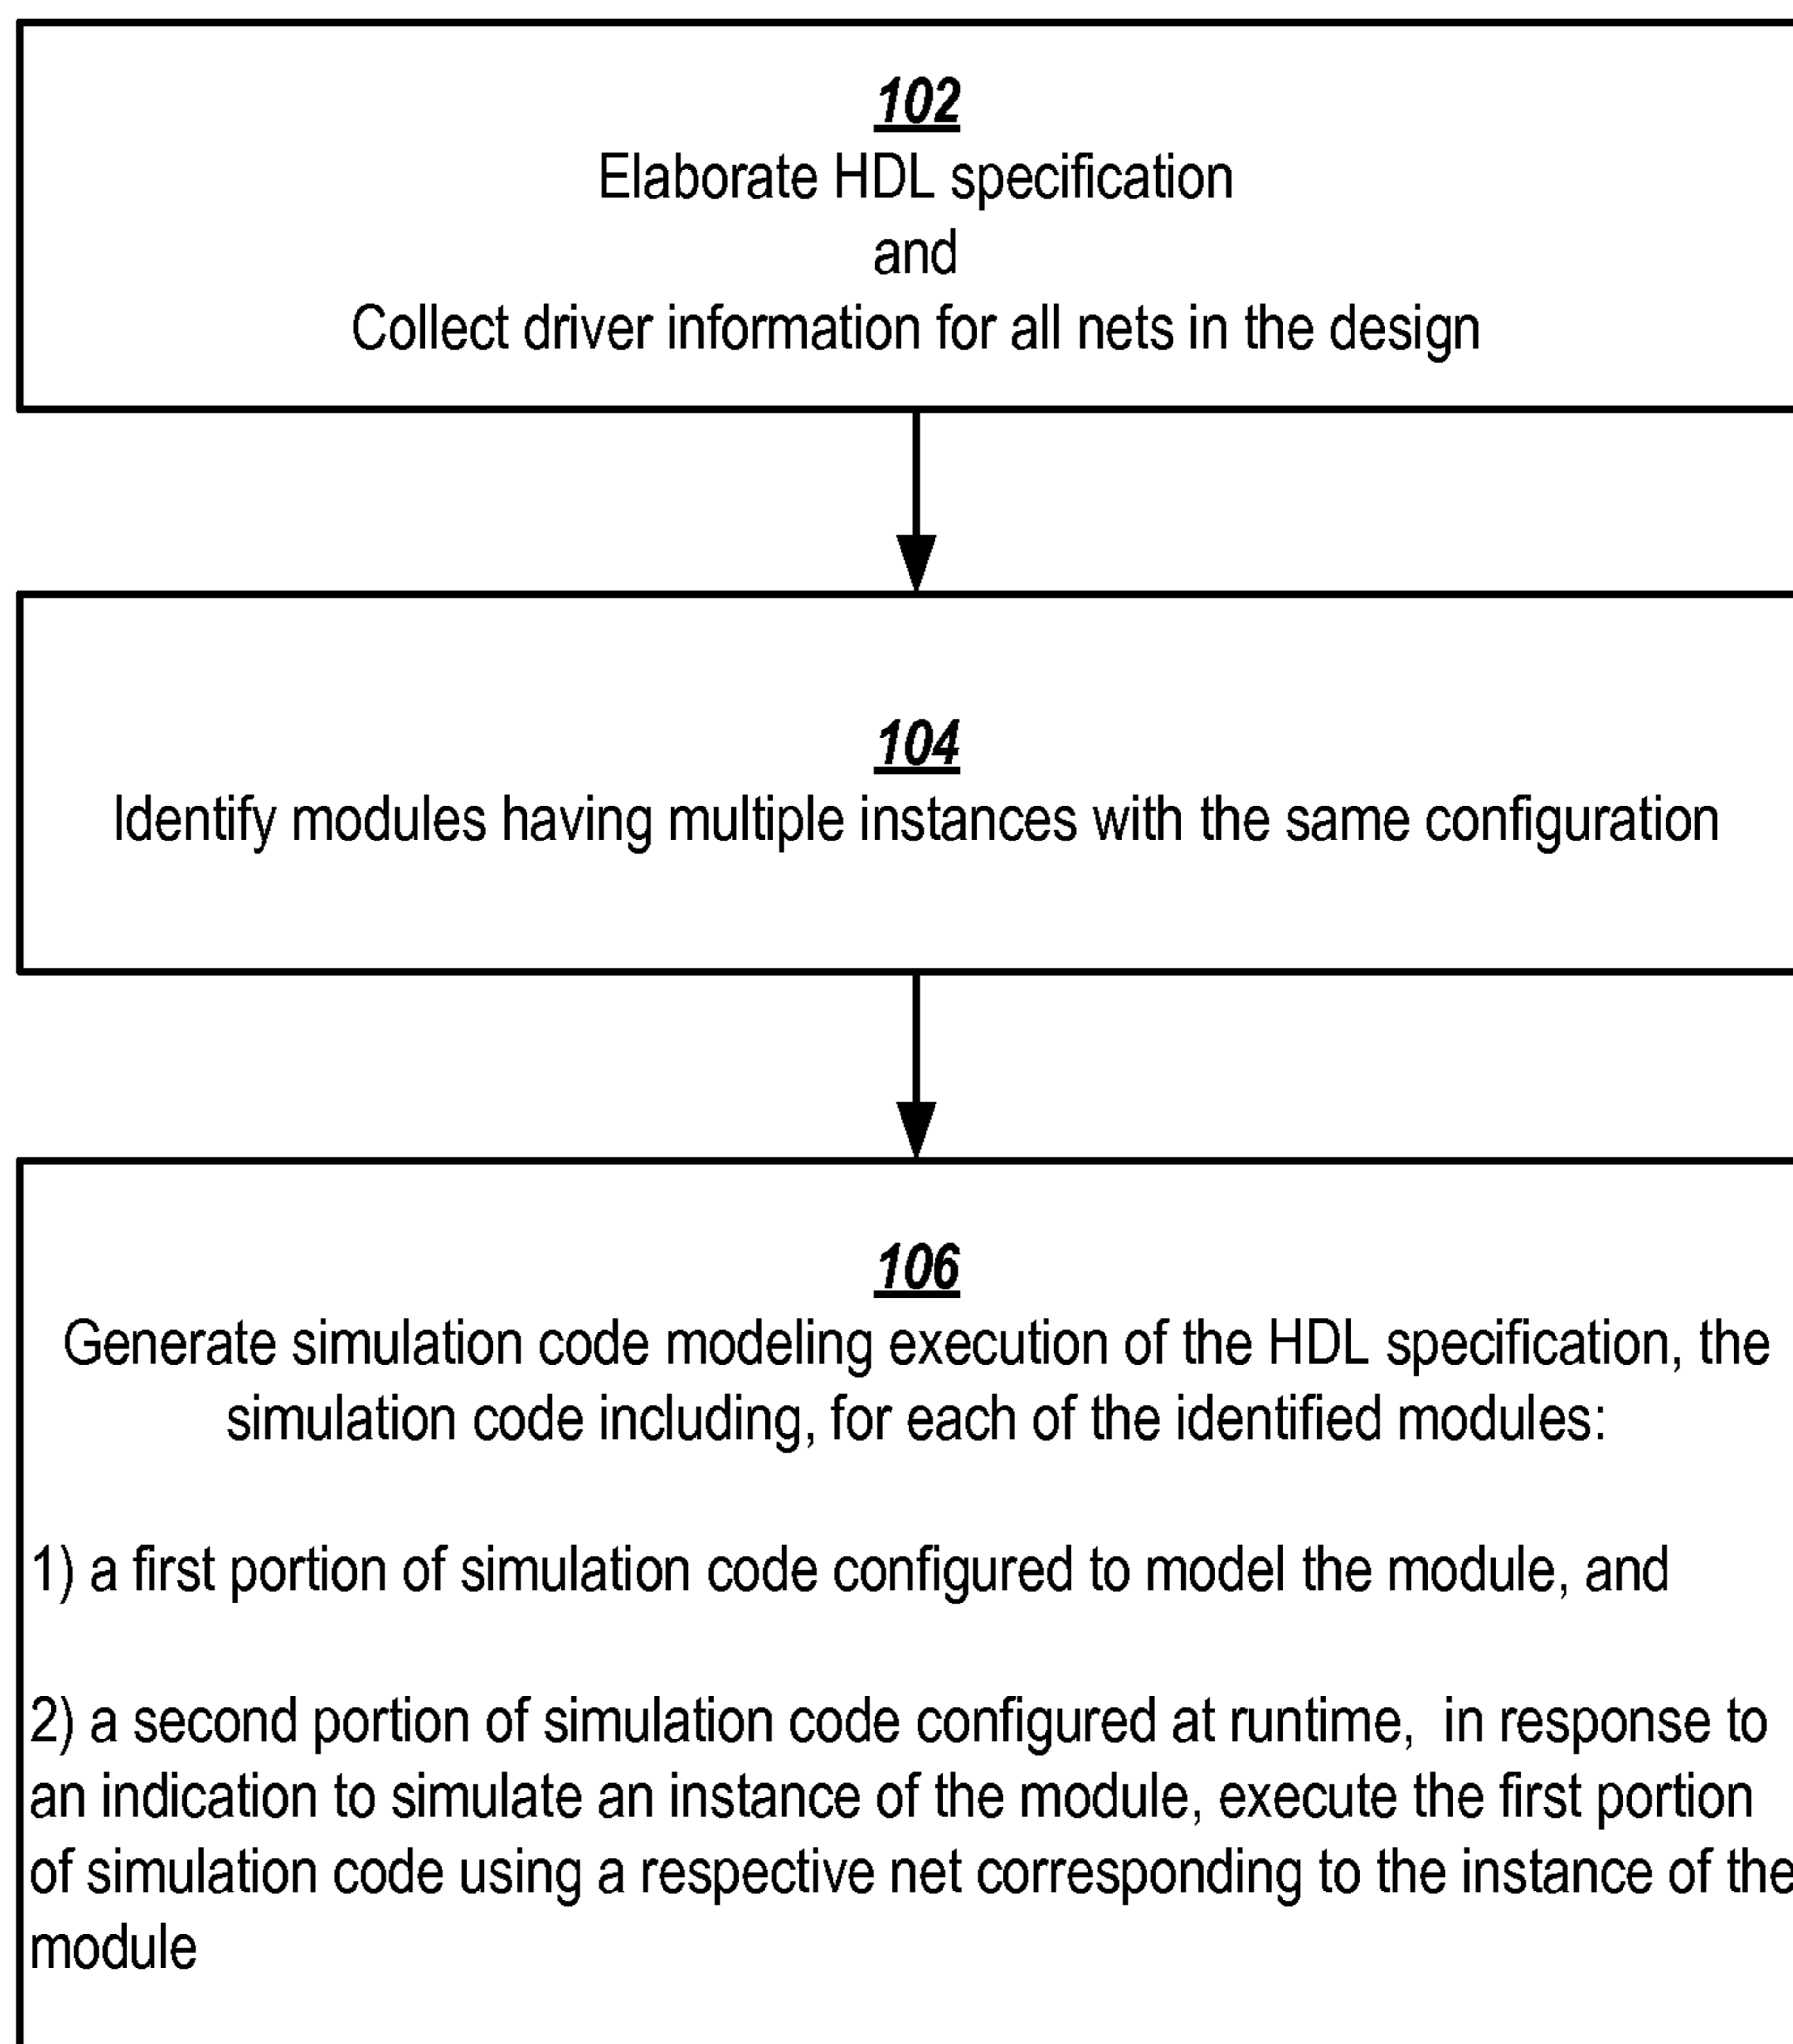 102
Elaborate HDL specification
and
Collect driver information for all nets in the design
104
Identify modules having multiple instances with the same configuration
106
Generate simulation code modeling execution of the HDL specification, the
simulation code including, for each of the identified modules:
1) a first portion of simulation code configured to model the module, and
2) a second portion of simulation code configured at runtime,  in response to
an indication to simulate an instance of the module, execute the first portion
of simulation code using a respective net corresponding to the instance of the
module